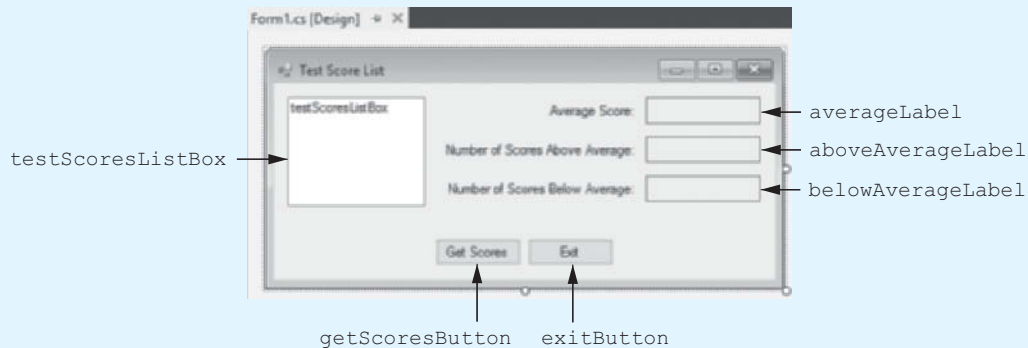 Form1.cs [Design]
Test Score List
testScoresListBox
Average Score:
averageLabel
testScoresListBox
Number of Scores Above Average:
aboveAverageLabel
Number of Scores Below Average:
belowAverageLabel
Get Scores
Exit
getScoresButton
exitButton